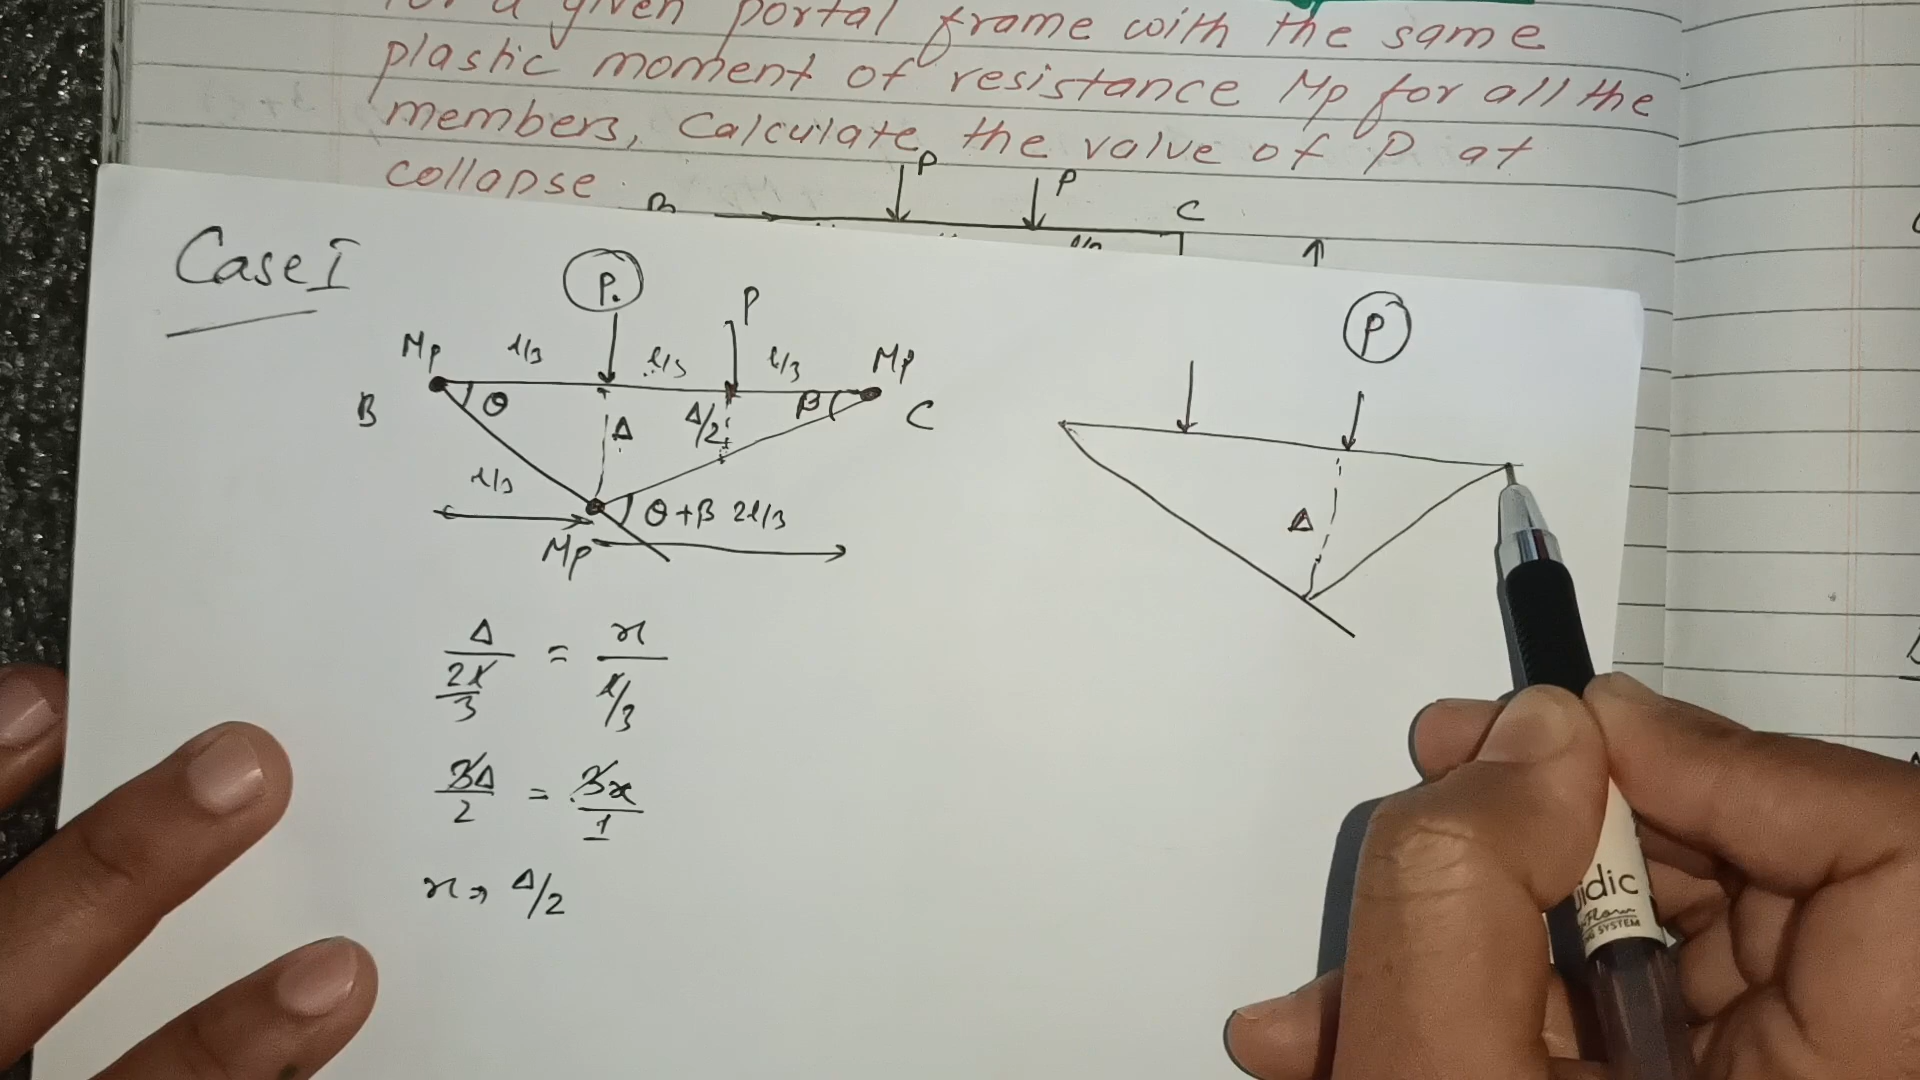 for a given portal frame with the same
plastic moment of resistance Mp for all the
members, Calculate the value of P at
collapse.
P P
B C
Case I
P. P
Mp l/3 l/3 l/3 Mp
B θ Δ Δ/2 β C
l/3 θ+β 2l/3
Mp
Δ/(2l/3) = x/(l/3)
3Δ/2 = 3x/1
x → Δ/2
P
Δ